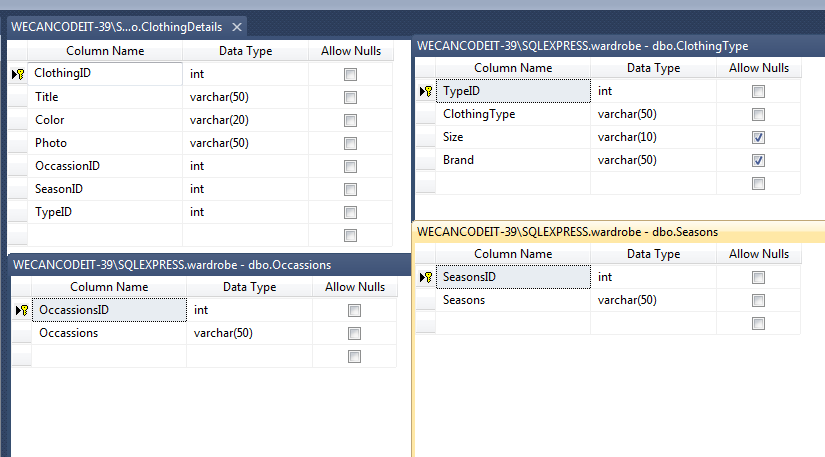 WECANCODEIT-39\S...o.ClothingDetails
Column Name Data Type Allow Nulls
ClothingID int
Title varchar(50)
Color varchar(20)
Photo varchar(50)
OccassionID int
SeasonID int
TypeID int
WECANCODEIT-39\SQLEXPRESS.wardrobe - dbo.ClothingType
Column Name Data Type Allow Nulls
TypeID int
ClothingType varchar(50)
Size varchar(10)
Brand varchar(50)
WECANCODEIT-39\SQLEXPRESS.wardrobe - dbo.Occassions
Column Name Data Type Allow Nulls
OccassionsID int
Occassions varchar(50)
WECANCODEIT-39\SQLEXPRESS.wardrobe - dbo.Seasons
Column Name Data Type Allow Nulls
SeasonsID int
Seasons varchar(50)